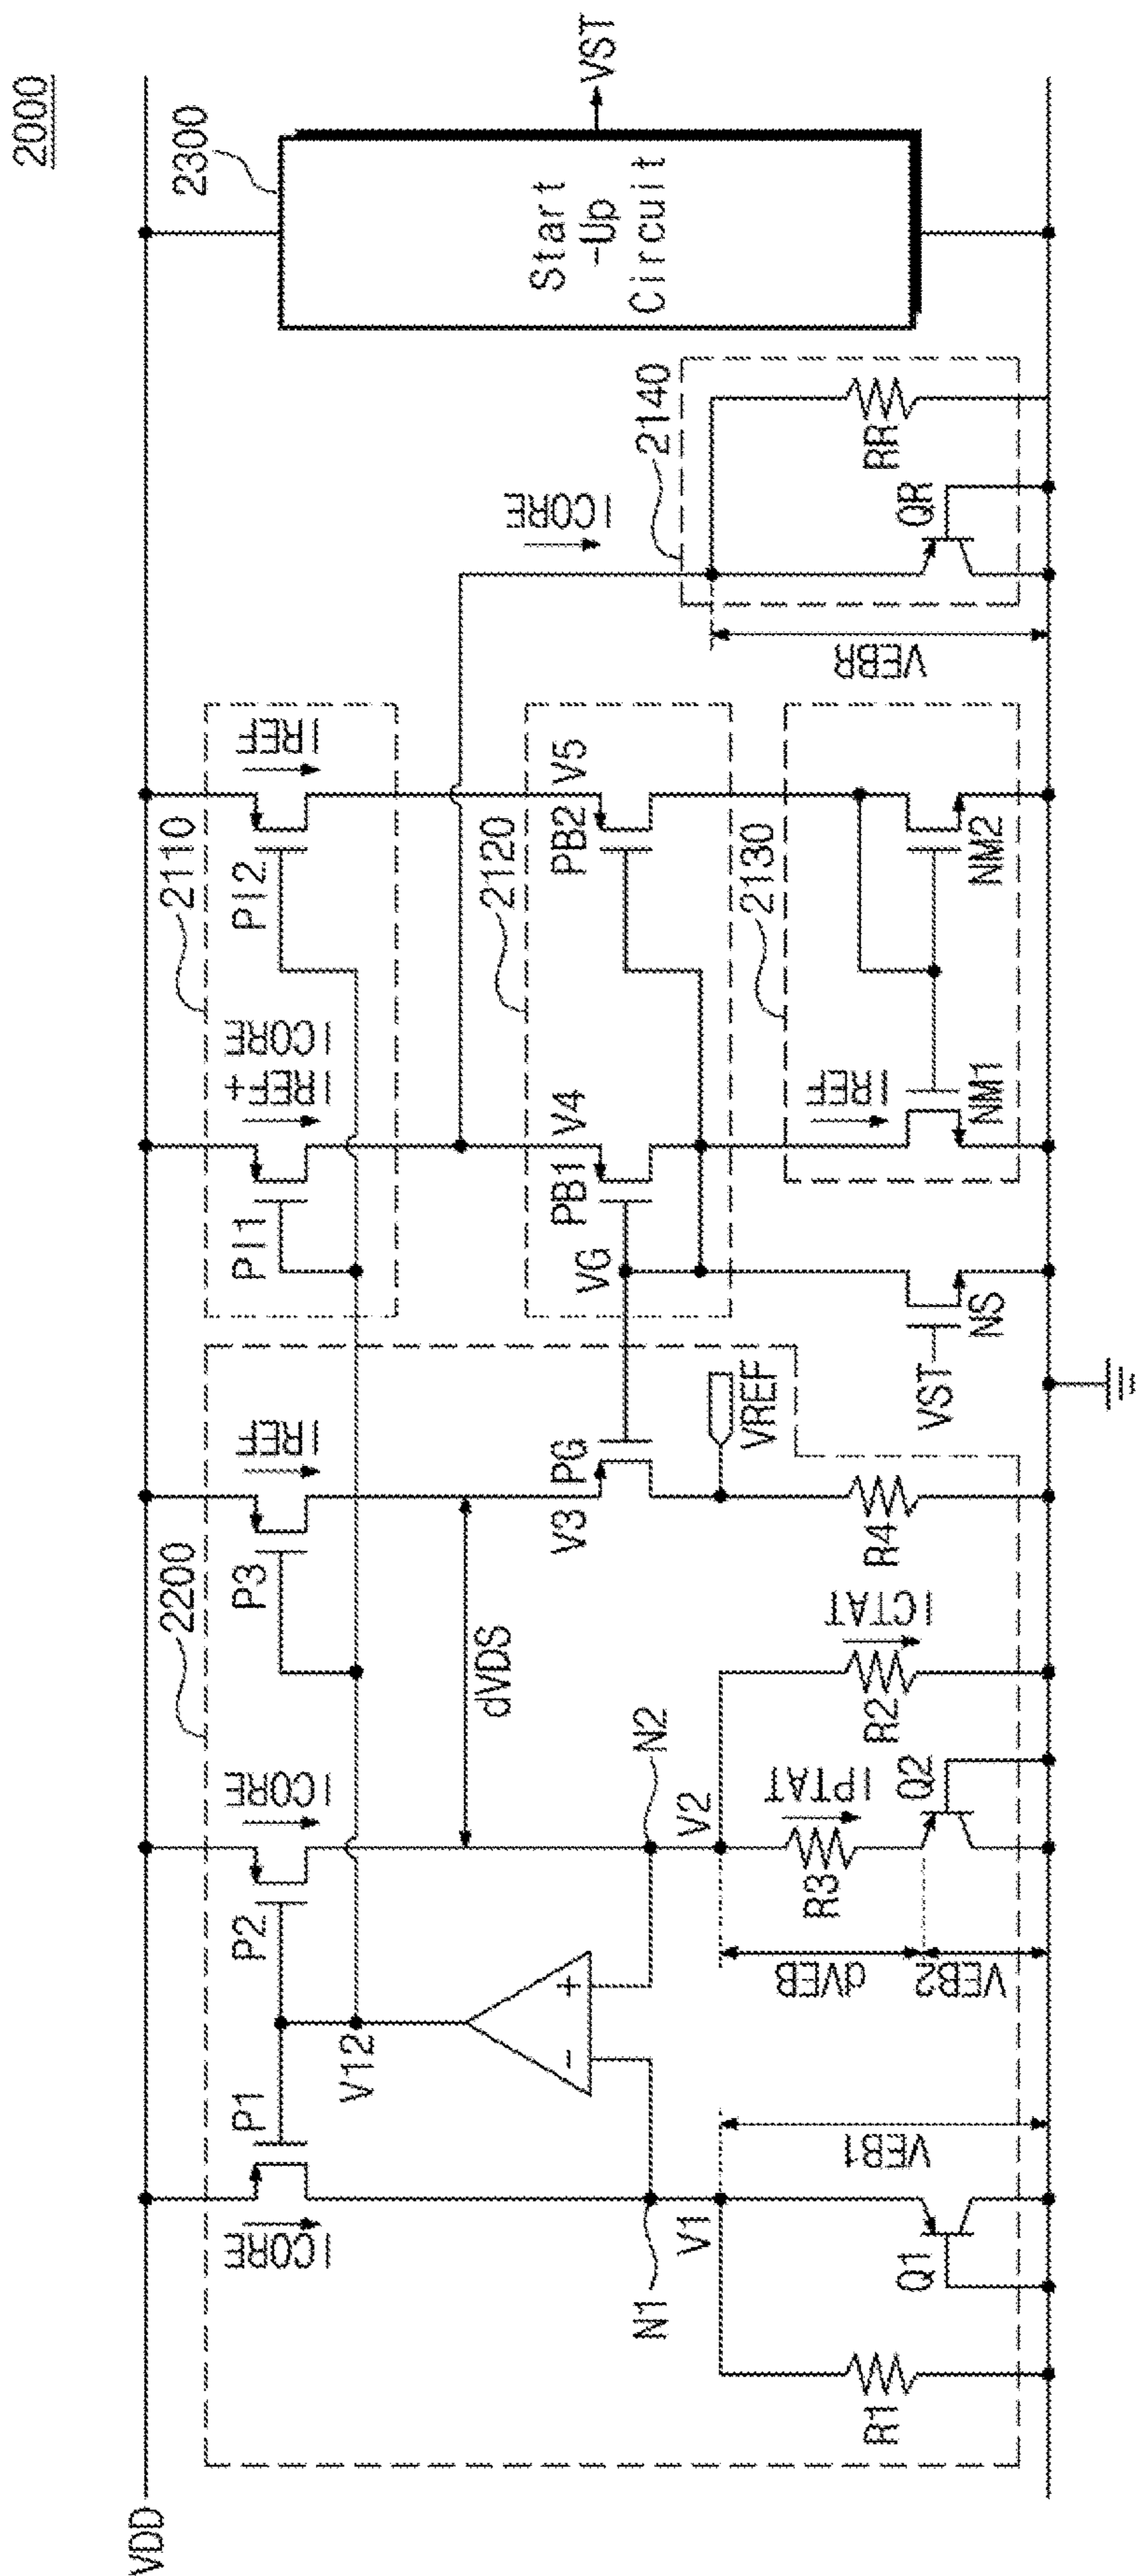 2000
VDD
2200
2110
2300
ICORE
P1
P2
ICORE
P3
IREF
PI1
IREF+
ICORE
PI2
IREF
V12
dVDS
2120
ICORE
Start
-Up
Circuit
VST
-
+
N1
N2
V3
PG
VG
PB1
V4
PB2
V5
2140
V1
V2
VREF
2130
VEBR
VEB1
dVEB
VEB2
R3
IPTAT
ICTAT
R1
Q1
Q2
R2
R4
VST
NS
IREF
NM1
NM2
QR
RR